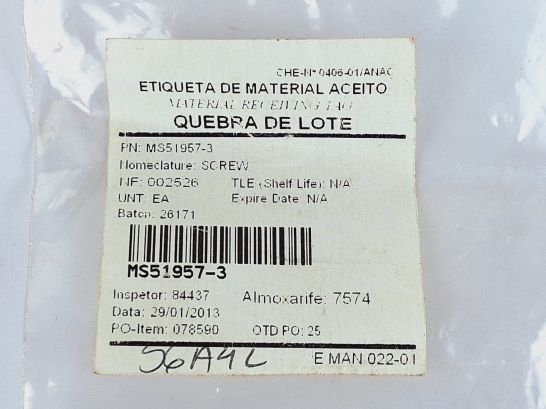 CHE-Nº 0406-01/ANAC
ETIQUETA DE MATERIAL ACEITO
MATERIAL RECEIVING TAG
QUEBRA DE LOTE
PN: MS51957-3
Nomeclature: SCREW
NF: 002526 TLE (Shelf Life): N/A
UNT: EA Expire Date: N/A
Batch: 26171
MS51957-3
Inspetor: 84437 Almoxarife: 7574
Data: 29/01/2013
PO-Item: 078590 QTD PO: 25
56A4L
E MAN 022-01